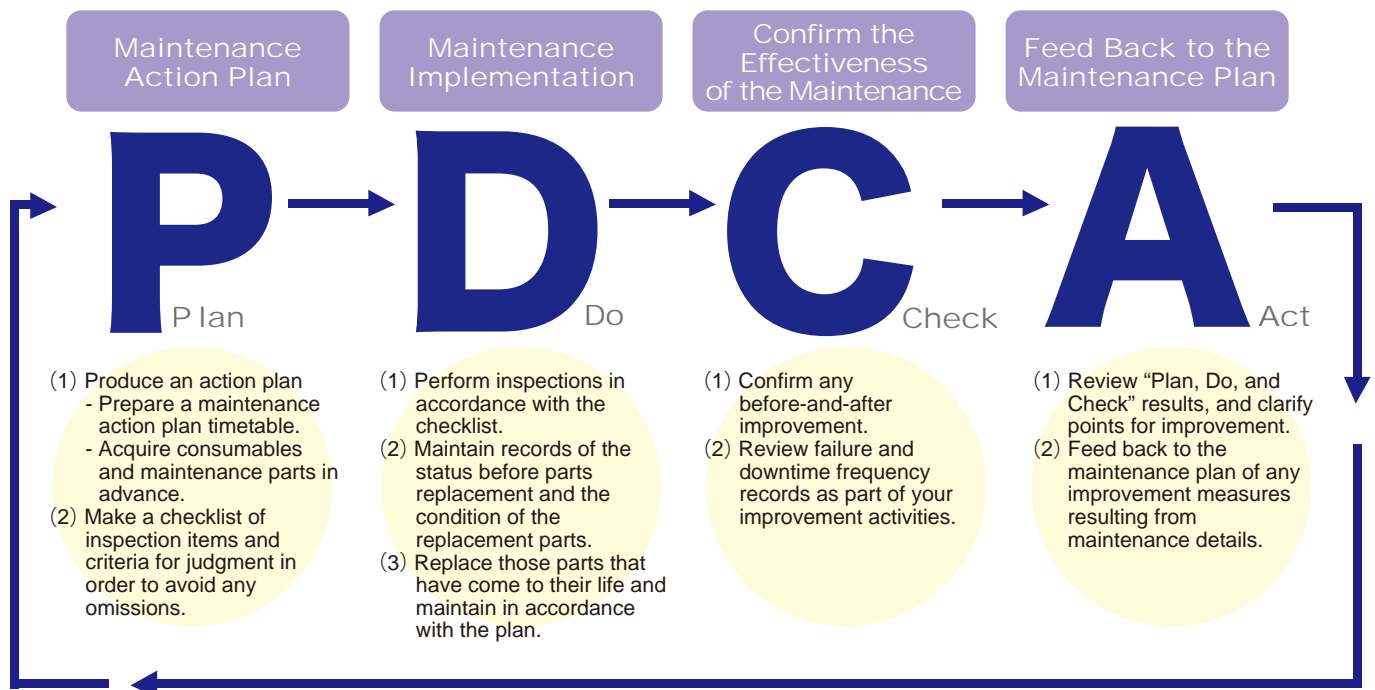 Maintenance
Action Plan
Maintenance
Implementation
Confirm the
Effectiveness
of the Maintenance
Feed Back to the
Maintenance Plan
P
Plan
D
Do
C
Check
A
Act
(1) Produce an action plan
- Prepare a maintenance
action plan timetable.
- Acquire consumables
and maintenance parts in
advance.
(2) Make a checklist of
inspection items and
criteria for judgment in
order to avoid any
omissions.
(1) Perform inspections in
accordance with the
checklist.
(2) Maintain records of the
status before parts
replacement and the
condition of the
replacement parts.
(3) Replace those parts that
have come to their life and
maintain in accordance
with the plan.
(1) Confirm any
before-and-after
improvement.
(2) Review failure and
downtime frequency
records as part of your
improvement activities.
(1) Review “Plan, Do, and
Check” results, and clarify
points for improvement.
(2) Feed back to the
maintenance plan of any
improvement measures
resulting from
maintenance details.